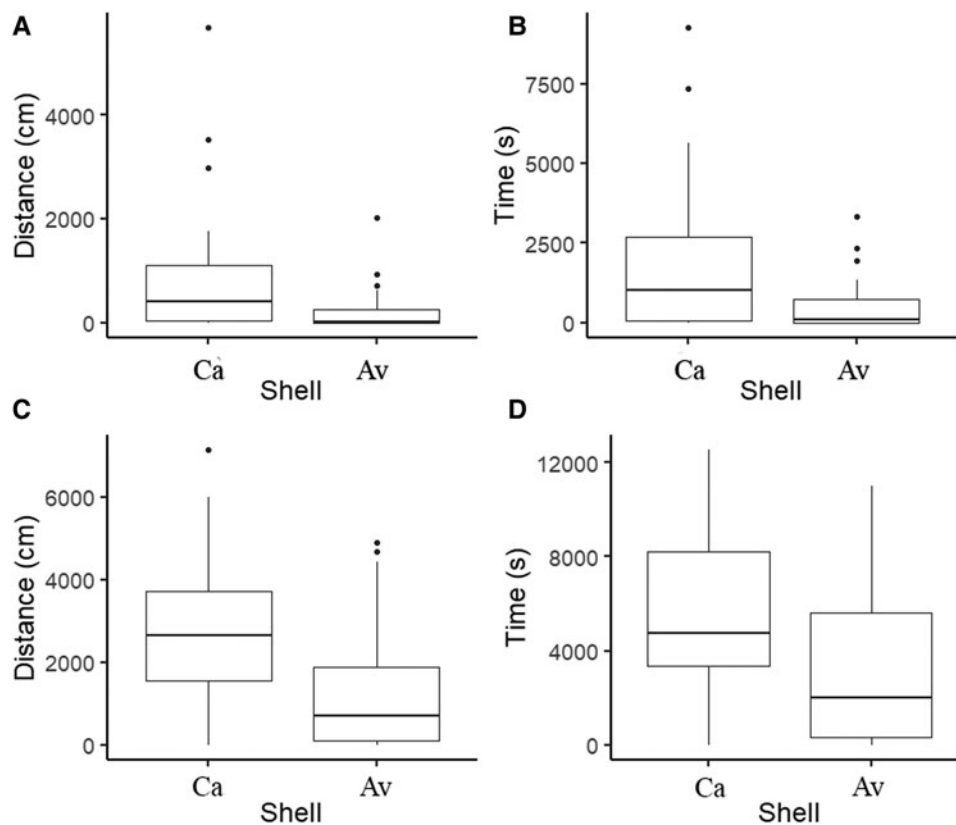 A
Distance (cm)
4000
2000
0
Ca
Av
Shell
B
Time (s)
7500
5000
2500
0
Ca
Av
Shell
C
Distance (cm)
6000
4000
2000
0
Ca
Av
Shell
D
Time (s)
12000
8000
4000
0
Ca
Av
Shell